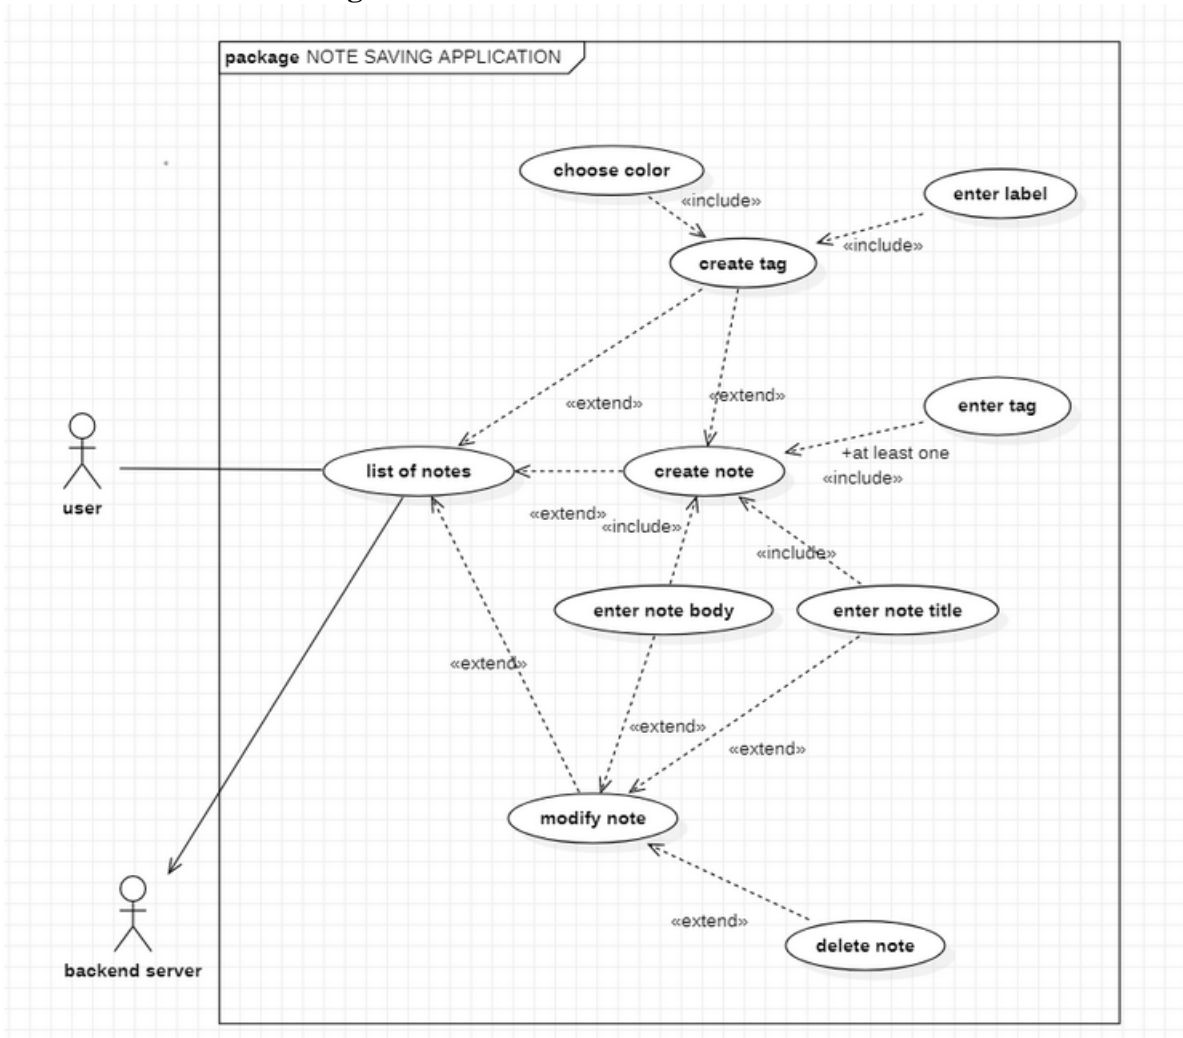 package NOTE SAVING APPLICATION
choose color
enter label
«include»
«include»
create tag
«extend»
«extend»
enter tag
+at least one
«include»
list of notes
create note
user
«extend»
«include»
«include»
enter note body
enter note title
«extend»
«extend»
«extend»
modify note
«extend»
delete note
backend server